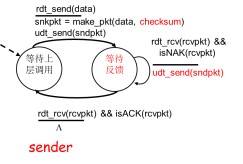 rdt_send(data)
snkpkt = make_pkt(data, checksum)
udt_send(sndpkt)
等待上
层调用
等待
反馈
rdt_rcv(rcvpkt) &&
isNAK(rcvpkt)
udt_send(sndpkt)
rdt_rcv(rcvpkt) && isACK(rcvpkt)
Λ
sender